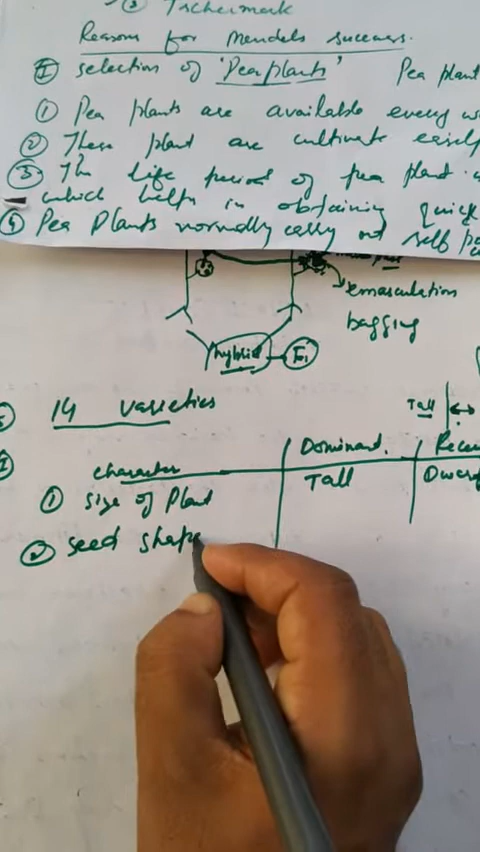 ③ Tschermark
Reasons for mendels success.
Ⓘ selection of 'Pea plants' Pea plant
① Pea plants are available every
② These plant are cultivate easily
③ The life period of pea plant
which helps in obtaining quick
④ Pea Plants normally carry out self
emasculation
bagging
hybrid F1
14 varieties
Tall
character Dominant.
① size of Plant Tall
② seed shape